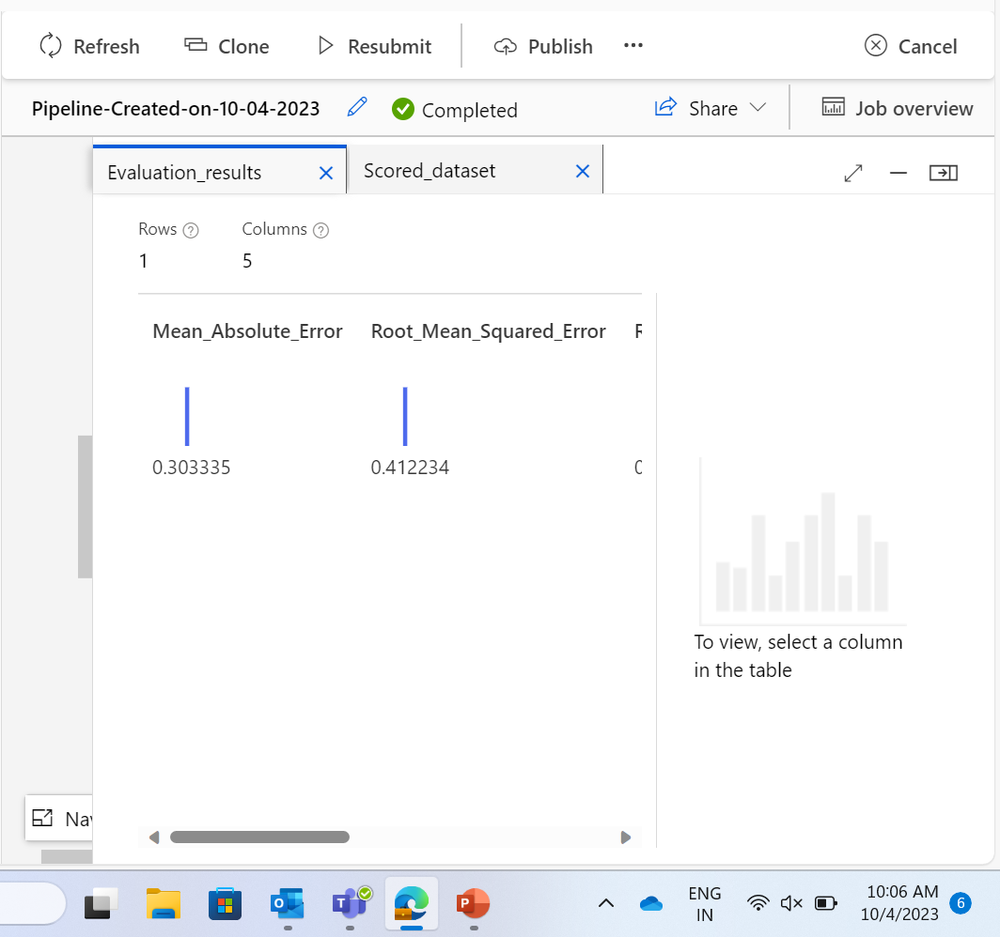 Refresh Clone Resubmit Publish ... Cancel
Pipeline-Created-on-10-04-2023 Completed Share Job overview
Evaluation_results Scored_dataset
Rows ? Columns ?
1 5
Mean_Absolute_Error Root_Mean_Squared_Error
0.303335 0.412234
To view, select a column
in the table
Nav
ENG
IN
10:06 AM
10/4/2023
6